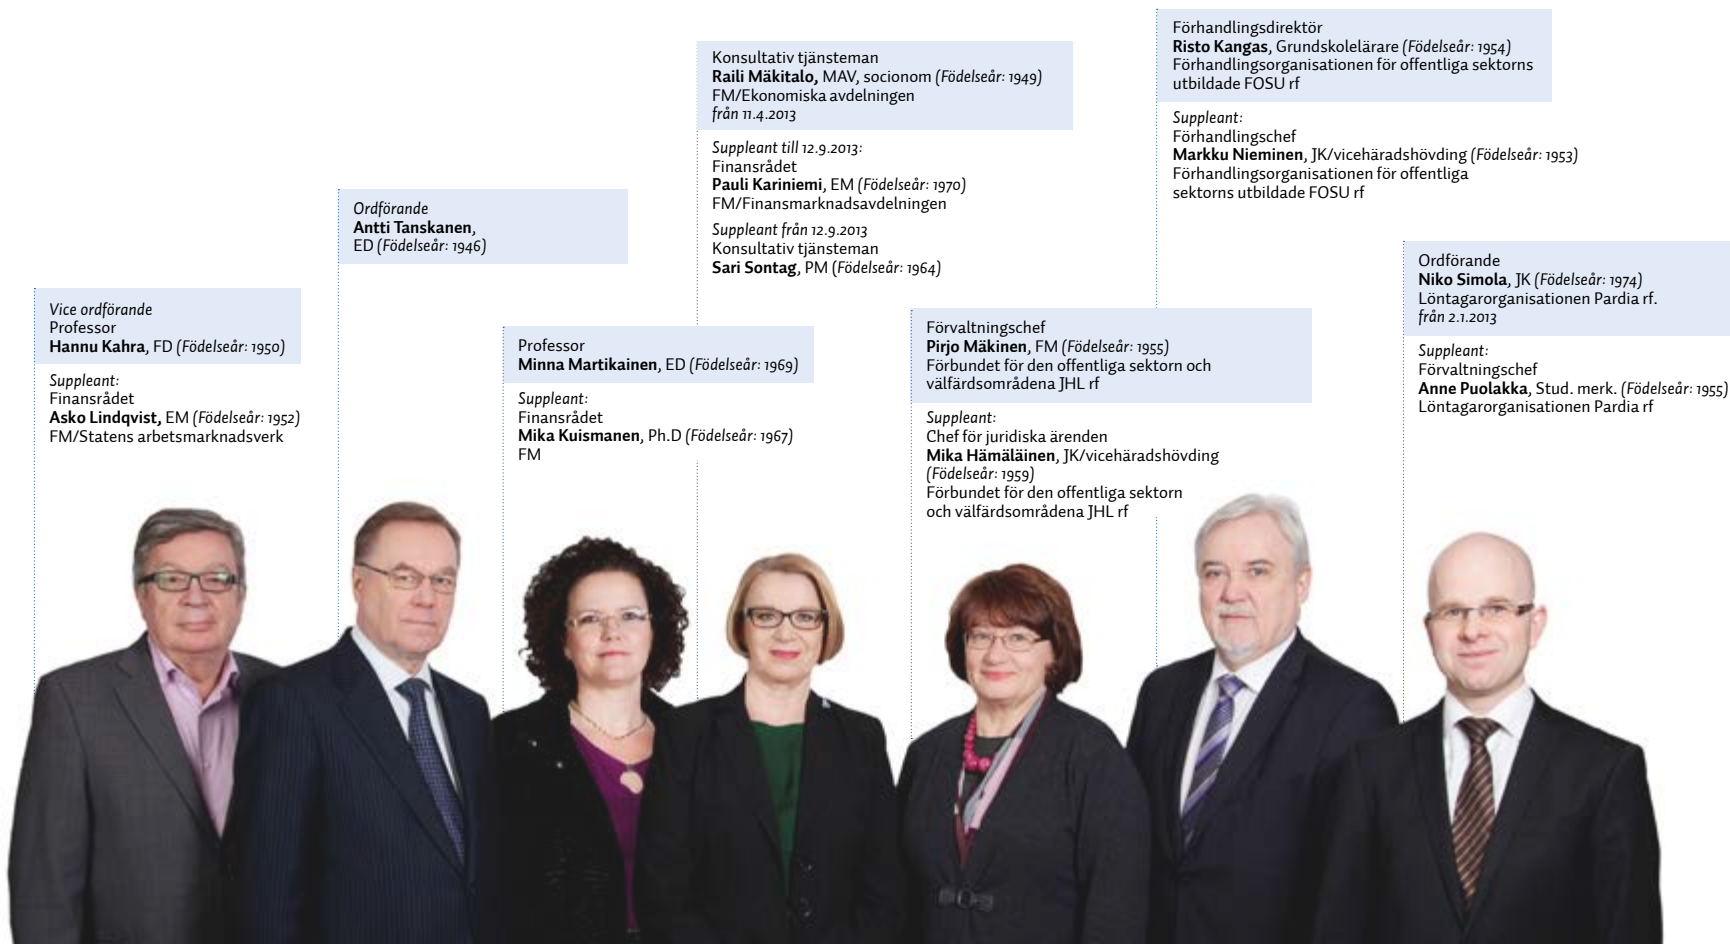 Vice ordförande
Professor
Hannu Kahra, FD (Födelseår: 1950)
Suppleant:
Finansrådet
Asko Lindqvist, EM (Födelseår: 1952)
FM/Statens arbetsmarknadsverk
Ordförande
Antti Tanskanen,
ED (Födelseår: 1946)
Professor
Minna Martikainen, ED (Födelseår: 1969)
Suppleant:
Finansrådet
Mika Kuismanen, Ph.D (Födelseår: 1967)
FM
Konsultativ tjänsteman
Raili Mäkitalo, MAV, socionom (Födelseår: 1949)
FM/Ekonomiska avdelningen
från 11.4.2013
Suppleant till 12.9.2013:
Finansrådet
Pauli Kariniemi, EM (Födelseår: 1970)
FM/Finansmarknadsavdelningen
Suppleant från 12.9.2013
Konsultativ tjänsteman
Sari Sontag, PM (Födelseår: 1964)
Förvaltningschef
Pirjo Mäkinen, FM (Födelseår: 1955)
Förbundet för den offentliga sektorn och
välfärdsområdena JHL rf
Suppleant:
Chef för juridiska ärenden
Mika Hämäläinen, JK/vicehäradshövding
(Födelseår: 1959)
Förbundet för den offentliga sektorn
och välfärdsområdena JHL rf
Förhandlingsdirektör
Risto Kangas, Grundskolelärare (Födelseår: 1954)
Förhandlingsorganisationen för offentliga sektorns
utbildade FOSU rf
Suppleant:
Förhandlingschef
Markku Nieminen, JK/vicehäradshövding (Födelseår: 1953)
Förhandlingsorganisationen för offentliga
sektorns utbildade FOSU rf
Ordförande
Niko Simola, JK (Födelseår: 1974)
Löntagarorganisationen Pardia rf.
från 2.1.2013
Suppleant:
Förvaltningschef
Anne Puolakka, Stud. merk. (Födelseår: 1955)
Löntagarorganisationen Pardia rf